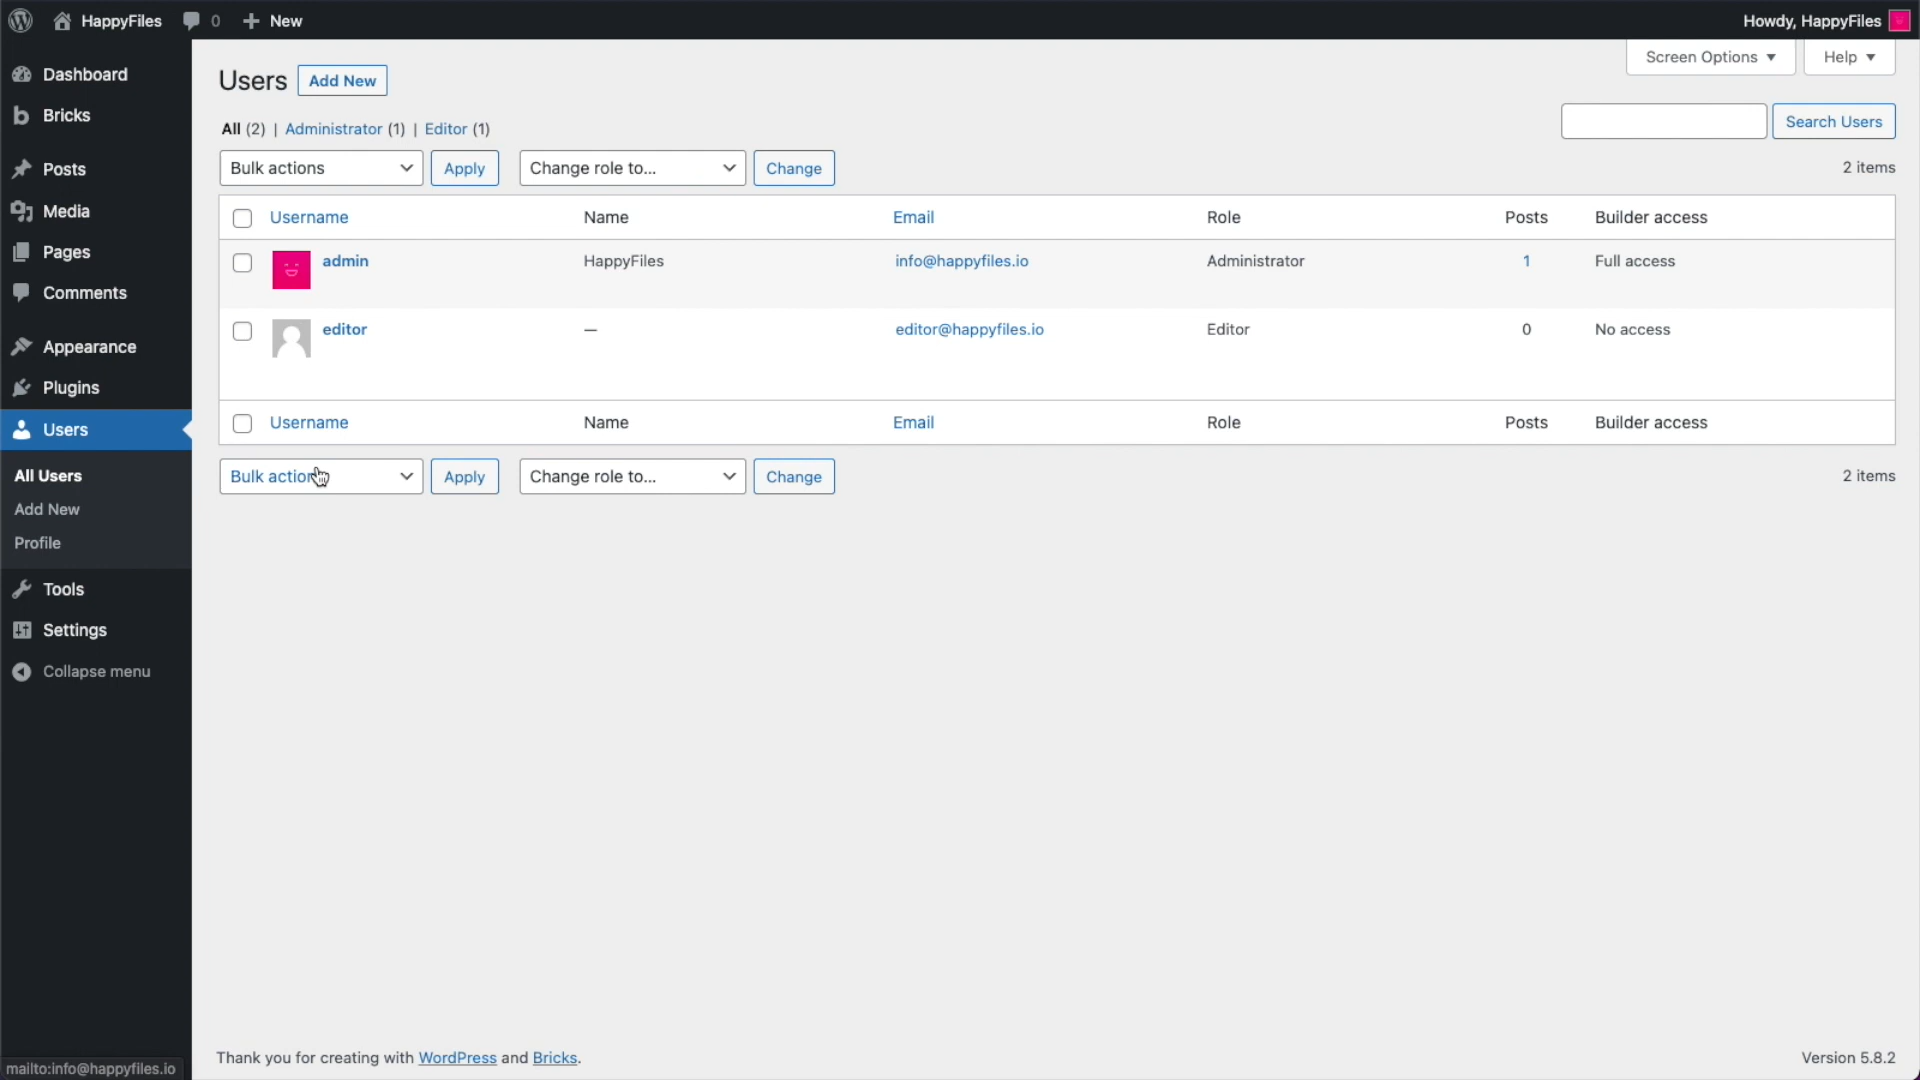 HappyFiles 0 New Howdy, HappyFiles
Screen Options Help
Dashboard
Bricks
Posts
Media
Pages
Comments
Appearance
Plugins
Users
All Users
Add New
Profile
Tools
Settings
Collapse menu
Users Add New
All (2) | Administrator (1) | Editor (1)
Search Users
Bulk actions Apply Change role to... Change 2 items
Username Name Email Role Posts Builder access
admin HappyFiles info@happyfiles.io Administrator 1 Full access
editor — editor@happyfiles.io Editor 0 No access
Username Name Email Role Posts Builder access
Bulk action Apply Change role to... Change 2 items
Thank you for creating with WordPress and Bricks. Version 5.8.2
mailto:info@happyfiles.io